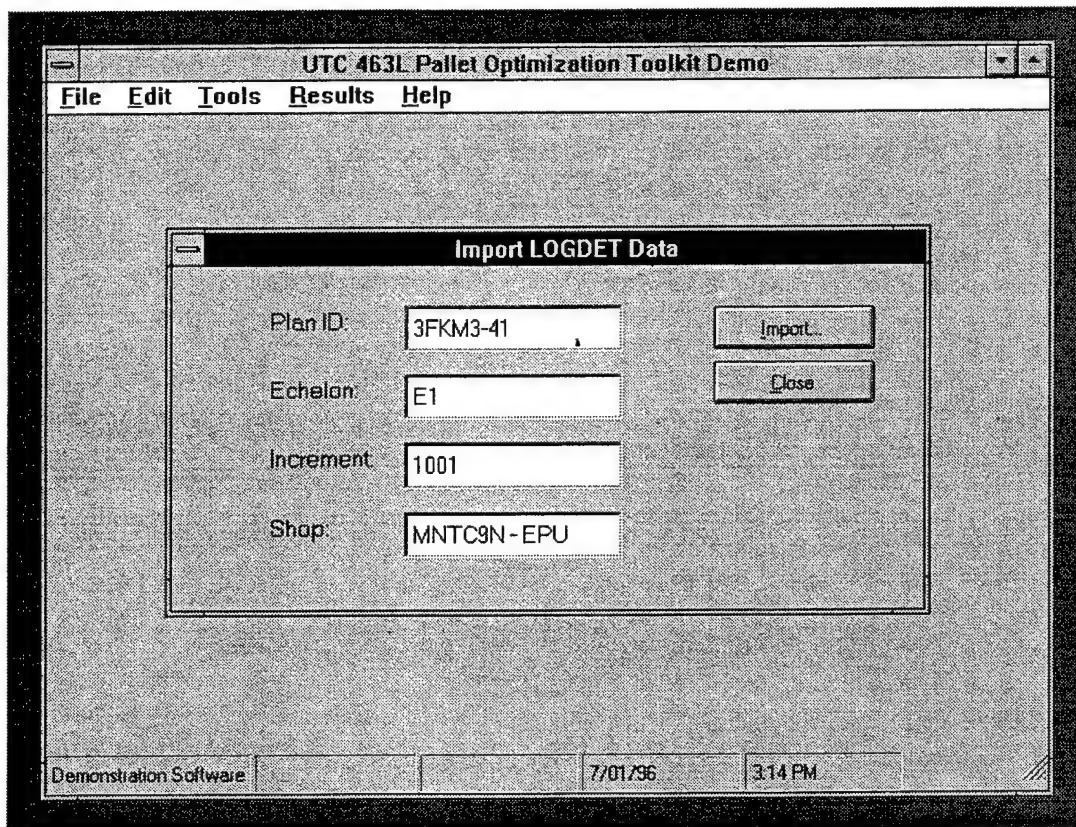 UTC 463L Pallet Optimization Toolkit Demo
File Edit Tools Results Help
Import LOGDET Data
Plan ID: 3FKM3-41 Import...
Echelon: E1 Close
Increment: 1001
Shop: MNTC9N-EPU
Demonstration Software 7/01/96 3:14 PM